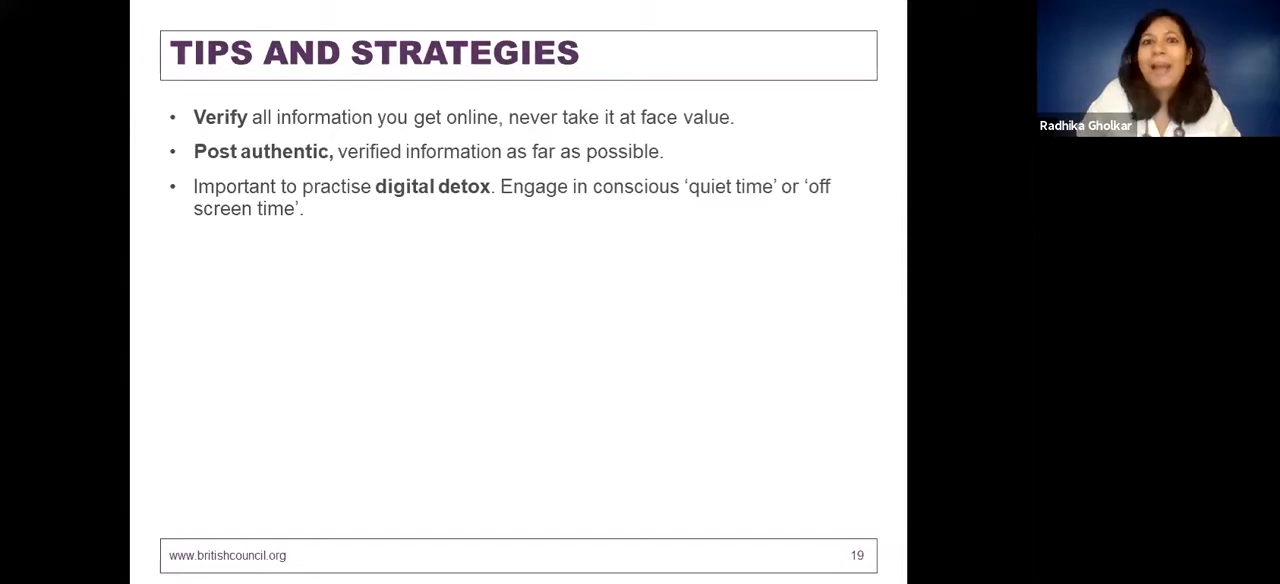 TIPS AND STRATEGIES
• Verify all information you get online, never take it at face value.
• Post authentic, verified information as far as possible.
• Important to practise digital detox. Engage in conscious ‘quiet time’ or ‘off
screen time’.
Radhika Gholkar
www.britishcouncil.org
19